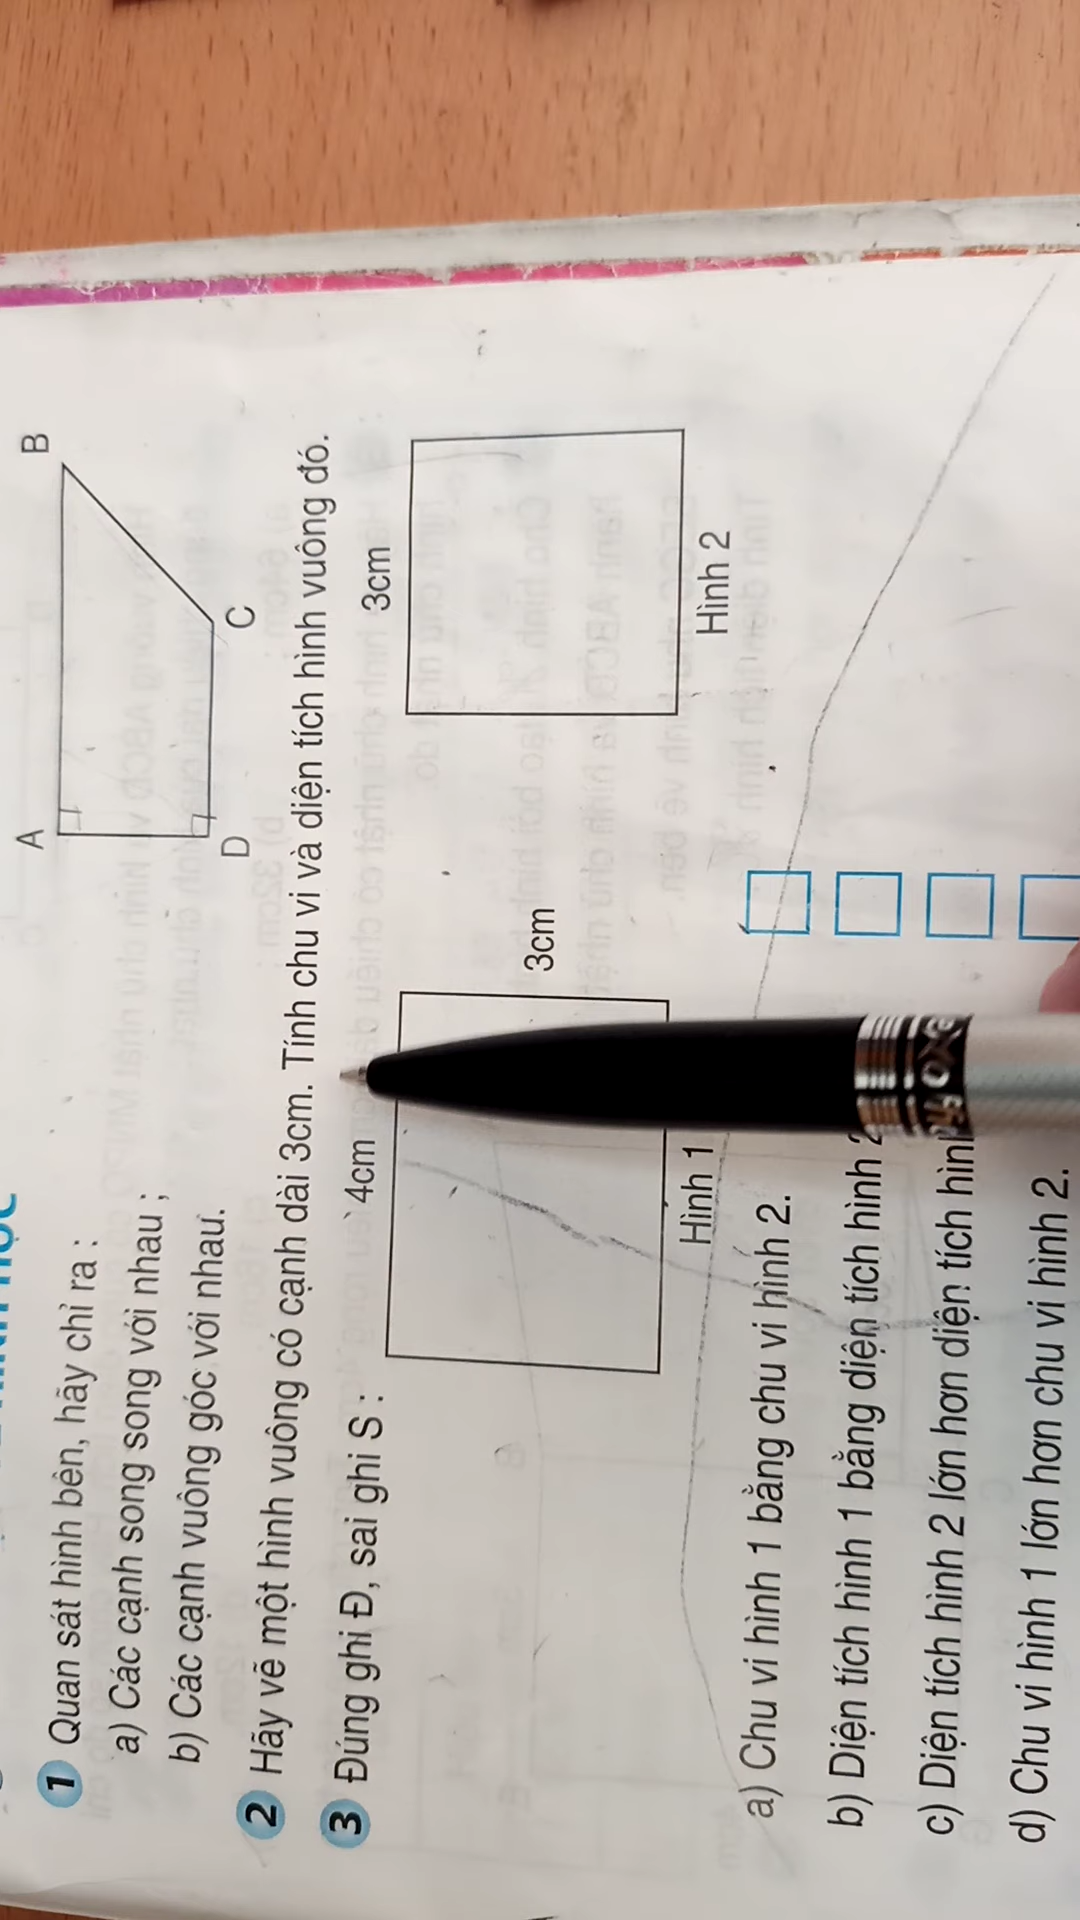 1 Quan sát hình bên, hãy chỉ ra :
a) Các cạnh song song với nhau ;
b) Các cạnh vuông góc với nhau.
A
B
D
C
2 Hãy vẽ một hình vuông có cạnh dài 3cm. Tính chu vi và diện tích hình vuông đó.
3 Đúng ghi Đ, sai ghi S :
4cm
3cm
3cm
Hình 1
Hình 2
a) Chu vi hình 1 bằng chu vi hình 2.
b) Diện tích hình 1 bằng diện tích hình 2
c) Diện tích hình 2 lớn hơn diện tích hình
d) Chu vi hình 1 lớn hơn chu vi hình 2.